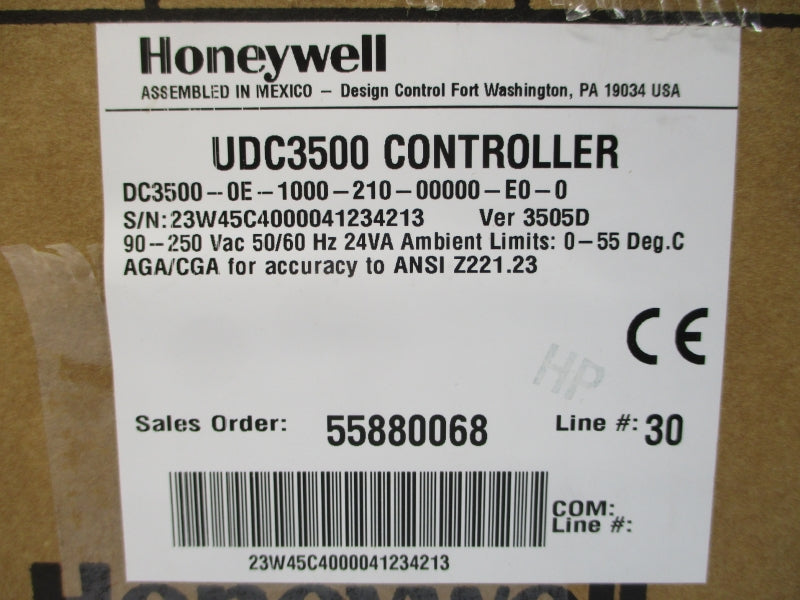 Honeywell
ASSEMBLED IN MEXICO - Design Control Fort Washington, PA 19034 USA
UDC3500 CONTROLLER
DC3500-0E-1000-210-00000-E0-0
S/N:23W45C4000041234213 Ver 3505D
90-250 Vac 50/60 Hz 24VA Ambient Limits: 0-55 Deg.C
AGA/CGA for accuracy to ANSI Z221.23
CE
HP
Sales Order: 55880068 Line #: 30
COM:
Line #:
23W45C4000041234213
Honeywell